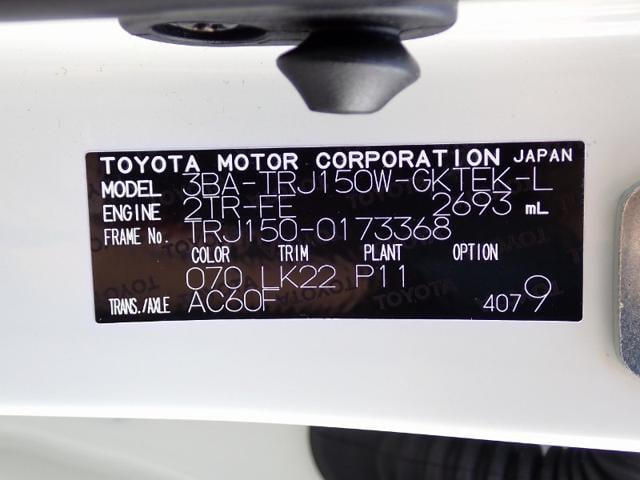 TOYOTA MOTOR CORPORATION JAPAN
MODEL 3BA-TRJ150W-GKTEK-L
ENGINE 2TR-FE 2693 mL
FRAME No. TRJ150-0173368
COLOR TRIM PLANT OPTION
070 LK22 P11
TRANS./AXLE AC60F 4079